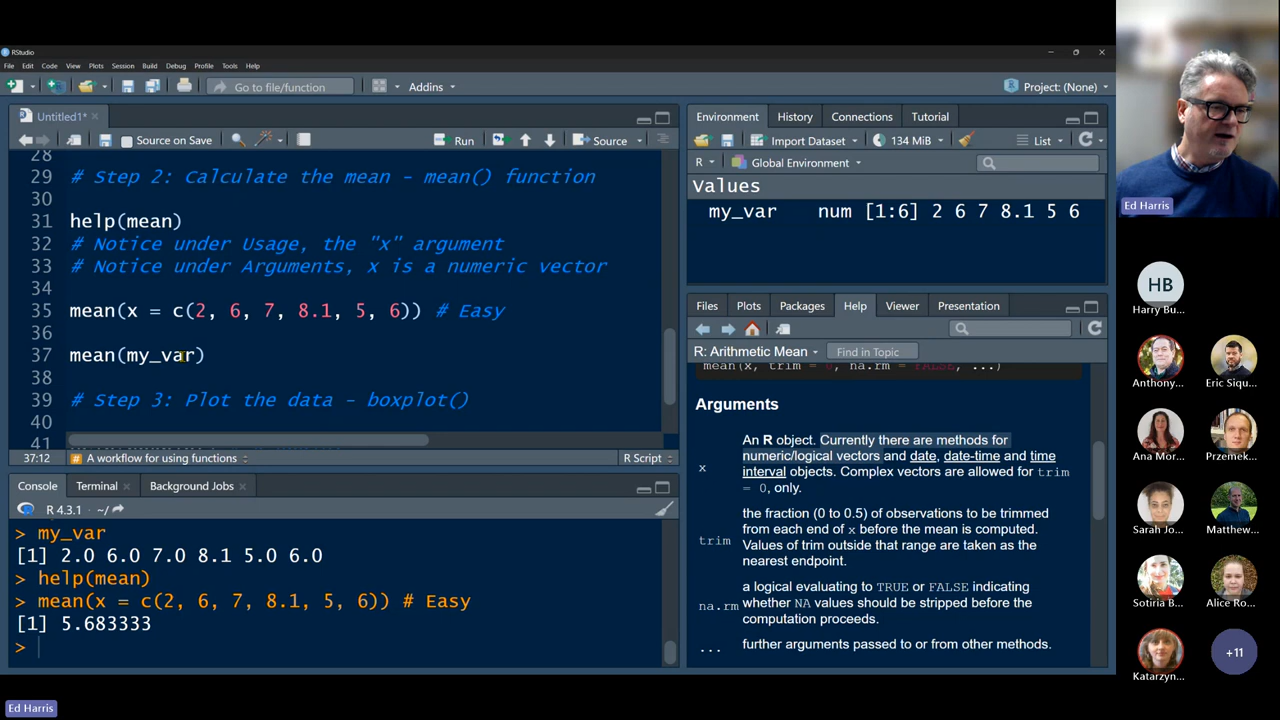 RStudio
File Edit Code View Plots Session Build Debug Profile Tools Help
Go to file/function
Addins
Project: (None)
Untitled1*
Source on Save
Run
Source
28
29 # Step 2: Calculate the mean - mean() function
30
31 help(mean)
32 # Notice under Usage, the "x" argument
33 # Notice under Arguments, x is a numeric vector
34
35 mean(x = c(2, 6, 7, 8.1, 5, 6)) # Easy
36
37 mean(my_var)
38
39 # Step 3: Plot the data - boxplot()
40
41
37:12
# A workflow for using functions
R Script
Console Terminal Background Jobs
R 4.3.1 · ~/
> my_var
[1] 2.0 6.0 7.0 8.1 5.0 6.0
> help(mean)
> mean(x = c(2, 6, 7, 8.1, 5, 6)) # Easy
[1] 5.683333
>
Environment History Connections Tutorial
Import Dataset
134 MiB
List
R
Global Environment
Values
my_var num [1:6] 2 6 7 8.1 5 6
Files Plots Packages Help Viewer Presentation
R: Arithmetic Mean
Find in Topic
mean(x, trim = 0, na.rm = FALSE, ...)
Arguments
x
An R object. Currently there are methods for
numeric/logical vectors and date, date-time and time
interval objects. Complex vectors are allowed for trim
= 0, only.
trim
the fraction (0 to 0.5) of observations to be trimmed
from each end of x before the mean is computed.
Values of trim outside that range are taken as the
nearest endpoint.
na.rm
a logical evaluating to TRUE or FALSE indicating
whether NA values should be stripped before the
computation proceeds.
...
further arguments passed to or from other methods.
Ed Harris
HB
Harry Bu...
Anthony...
Eric Siqu...
Ana Mor...
Przemek...
Sarah Jo...
Matthew...
Sotiria B...
Alice Ro...
Katarzyn...
+11
Ed Harris